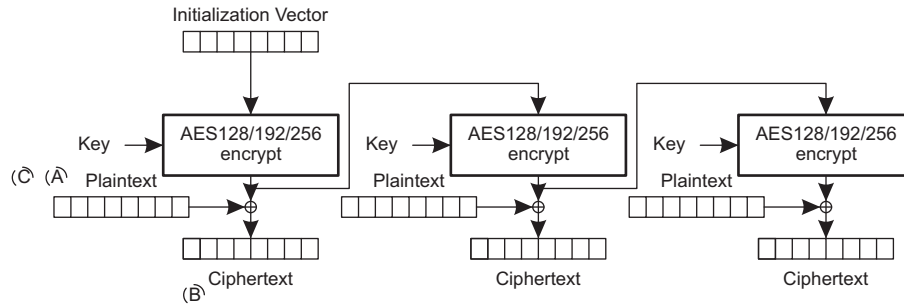 Initialization Vector
AES128/192/256
encrypt
AES128/192/256
encrypt
AES128/192/256
encrypt
Key
Key
Key
(C) (A) Plaintext
Plaintext
Plaintext
Ciphertext
Ciphertext
Ciphertext
(B)